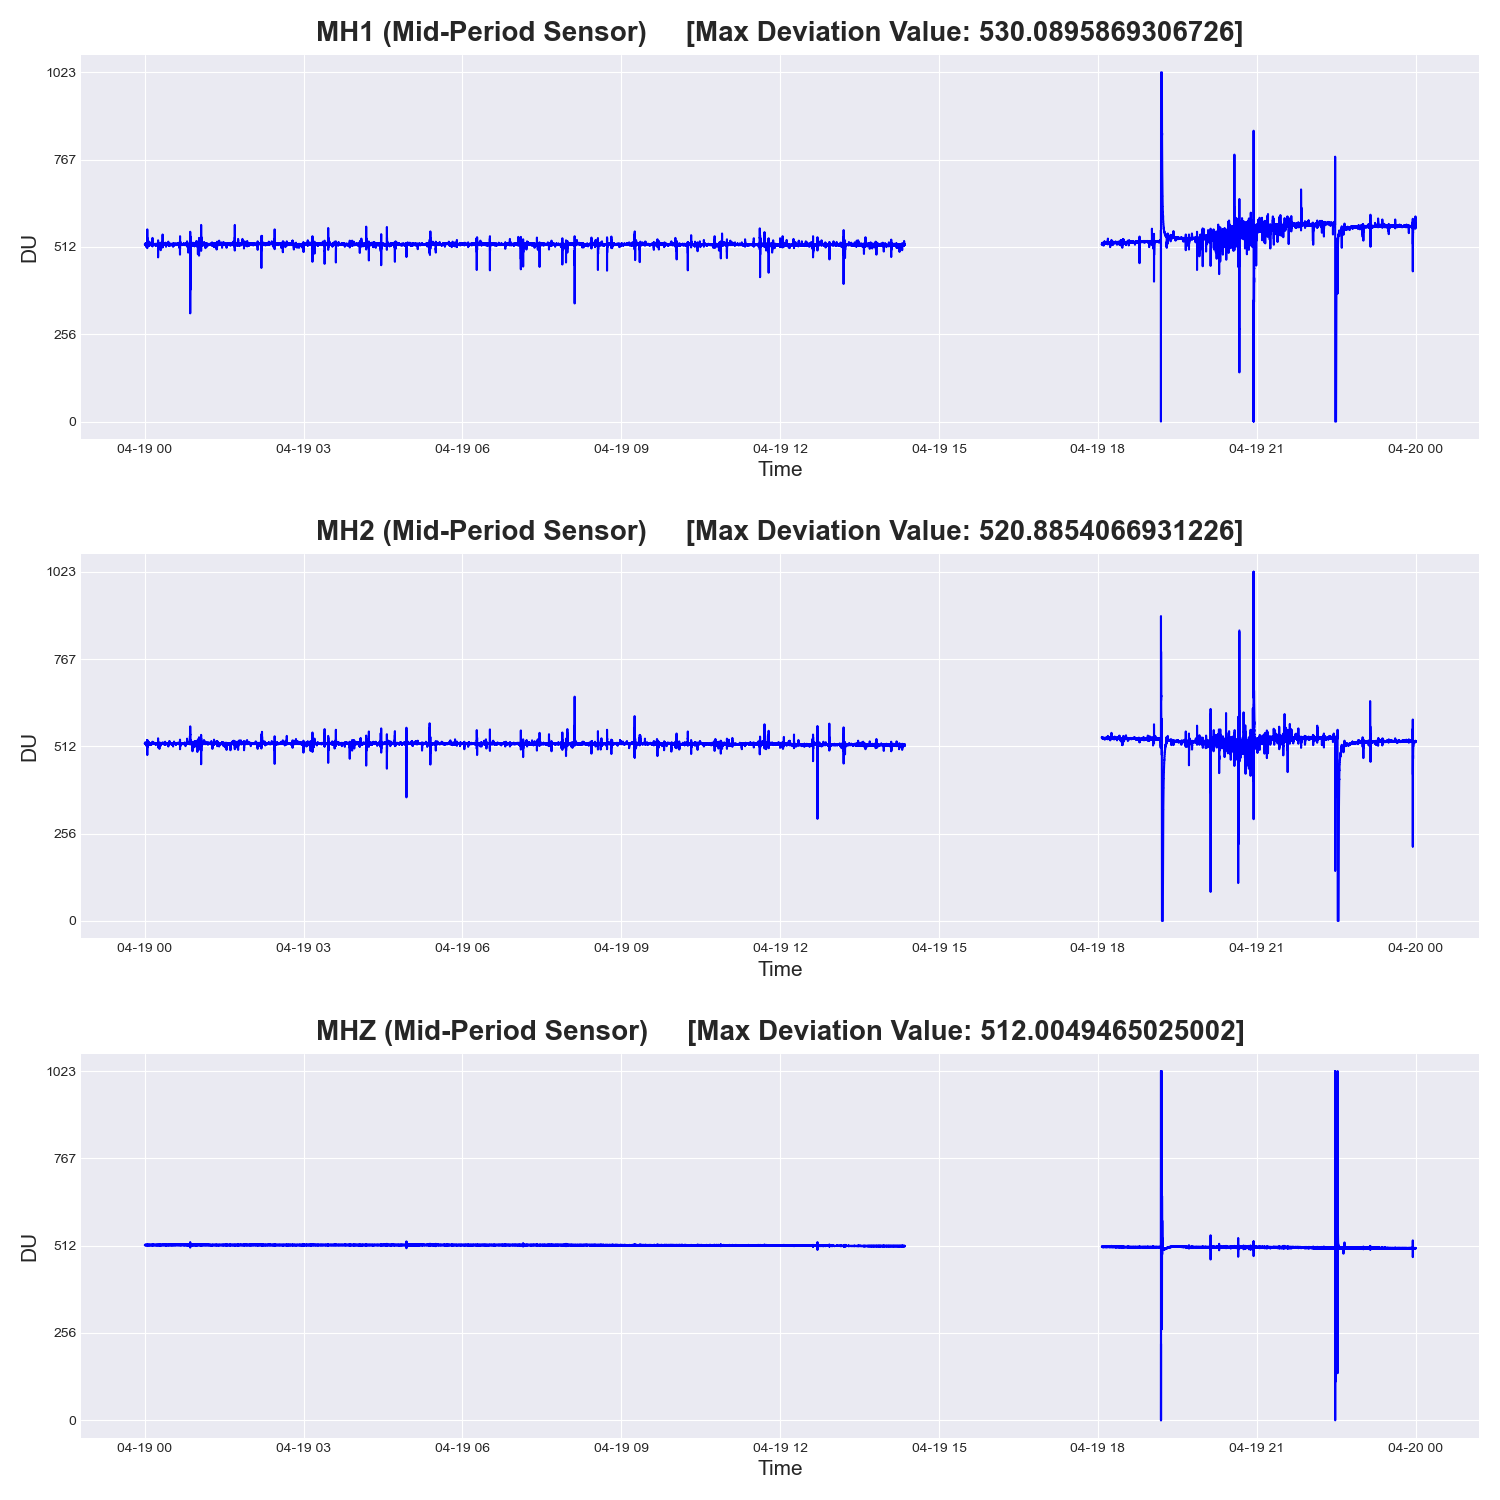 MH1 (Mid-Period Sensor) [Max Deviation Value: 530.0895869306726]
1023
767
512
256
0
DU
04-19 00 04-19 03 04-19 06 04-19 09 04-19 12 04-19 15 04-19 18 04-19 21 04-20 00
Time
MH2 (Mid-Period Sensor) [Max Deviation Value: 520.8854066931226]
1023
767
512
256
0
DU
04-19 00 04-19 03 04-19 06 04-19 09 04-19 12 04-19 15 04-19 18 04-19 21 04-20 00
Time
MHZ (Mid-Period Sensor) [Max Deviation Value: 512.0049465025002]
1023
767
512
256
0
DU
04-19 00 04-19 03 04-19 06 04-19 09 04-19 12 04-19 15 04-19 18 04-19 21 04-20 00
Time